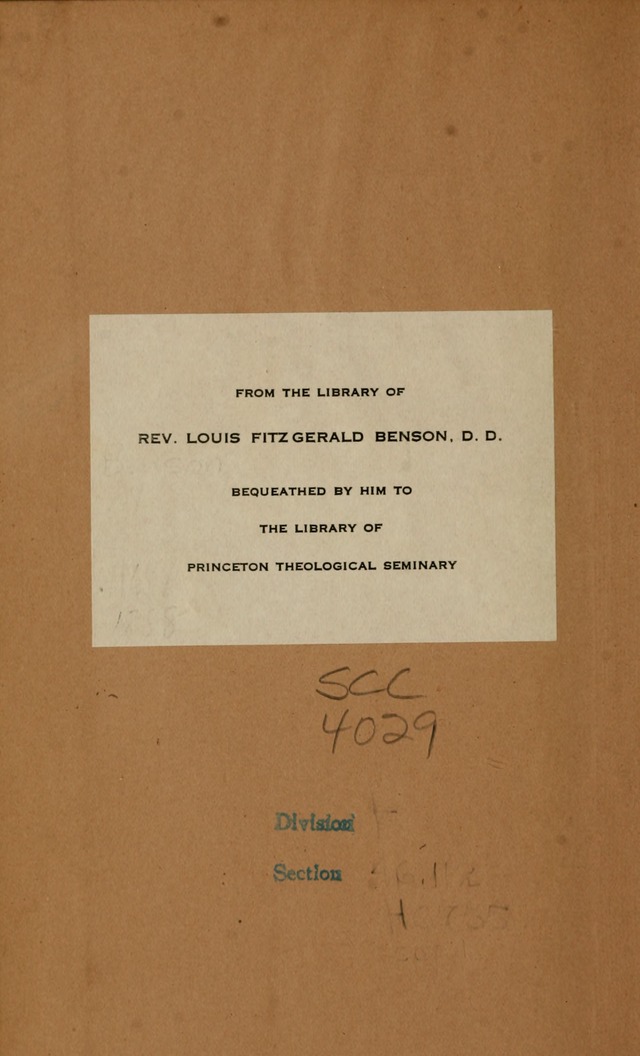 FROM THE LIBRARY OF
REV. LOUIS FITZGERALD BENSON, D. D.
BEQUEATHED BY HIM TO
THE LIBRARY OF
PRINCETON THEOLOGICAL SEMINARY
SCC
4029
Division
Section